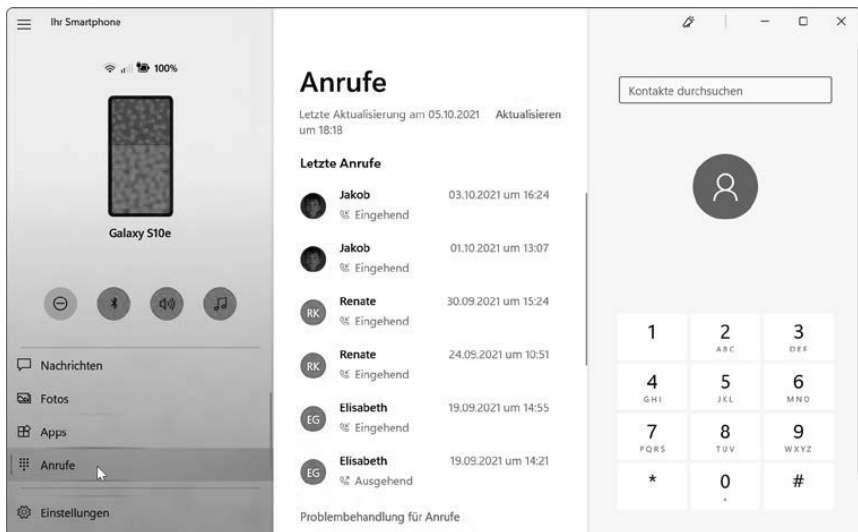 Ihr Smartphone
100%
Galaxy S10e
Nachrichten
Fotos
Apps
Anrufe
Einstellungen
Anrufe
Letzte Aktualisierung am 05.10.2021 Aktualisieren
um 18:18
Letzte Anrufe
Jakob 03.10.2021 um 16:24
Eingehend
Jakob 01.10.2021 um 13:07
Eingehend
RK Renate 30.09.2021 um 15:24
Eingehend
RK Renate 24.09.2021 um 10:51
Eingehend
EG Elisabeth 19.09.2021 um 14:55
Eingehend
EG Elisabeth 19.09.2021 um 14:21
Ausgehend
Problembehandlung für Anrufe
Kontakte durchsuchen
1 2 3
ABC DEF
4 5 6
GHI JKL MNO
7 8 9
PQRS TUV WXYZ
* 0 #
+